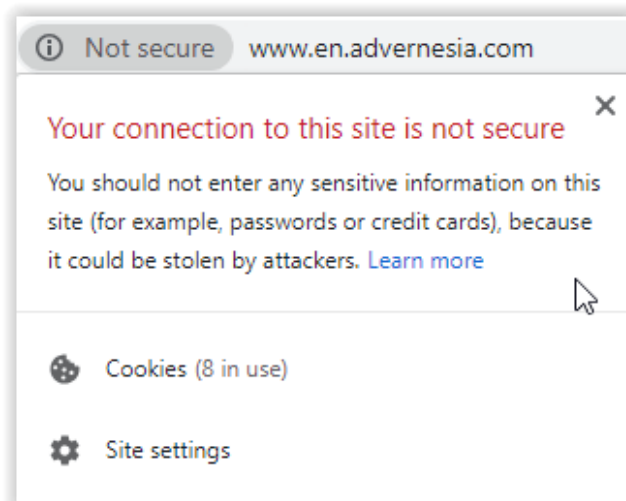 Not secure www.en.advernesia.com
Your connection to this site is not secure
You should not enter any sensitive information on this
site (for example, passwords or credit cards), because
it could be stolen by attackers. Learn more
Cookies (8 in use)
Site settings